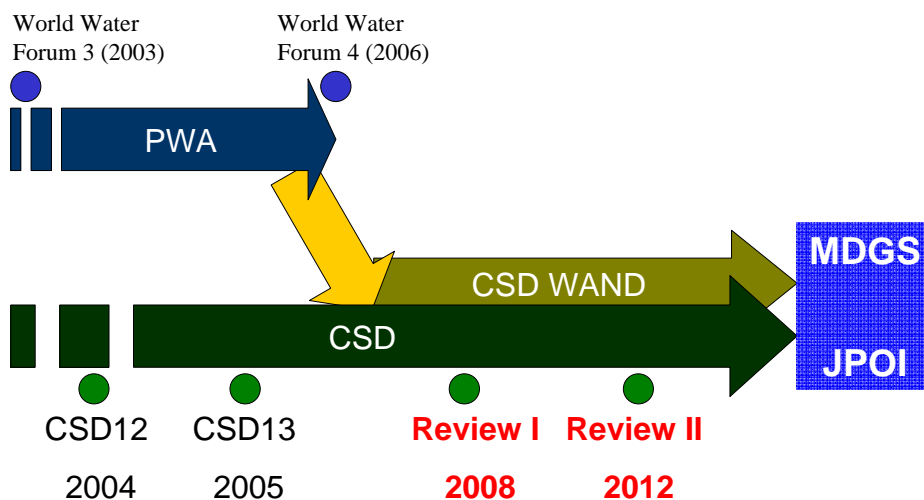 World Water
Forum 3 (2003)
World Water
Forum 4 (2006)
PWA
CSD WAND
CSD
MDGS
JPOI
CSD12
2004
CSD13
2005
Review I
2008
Review II
2012